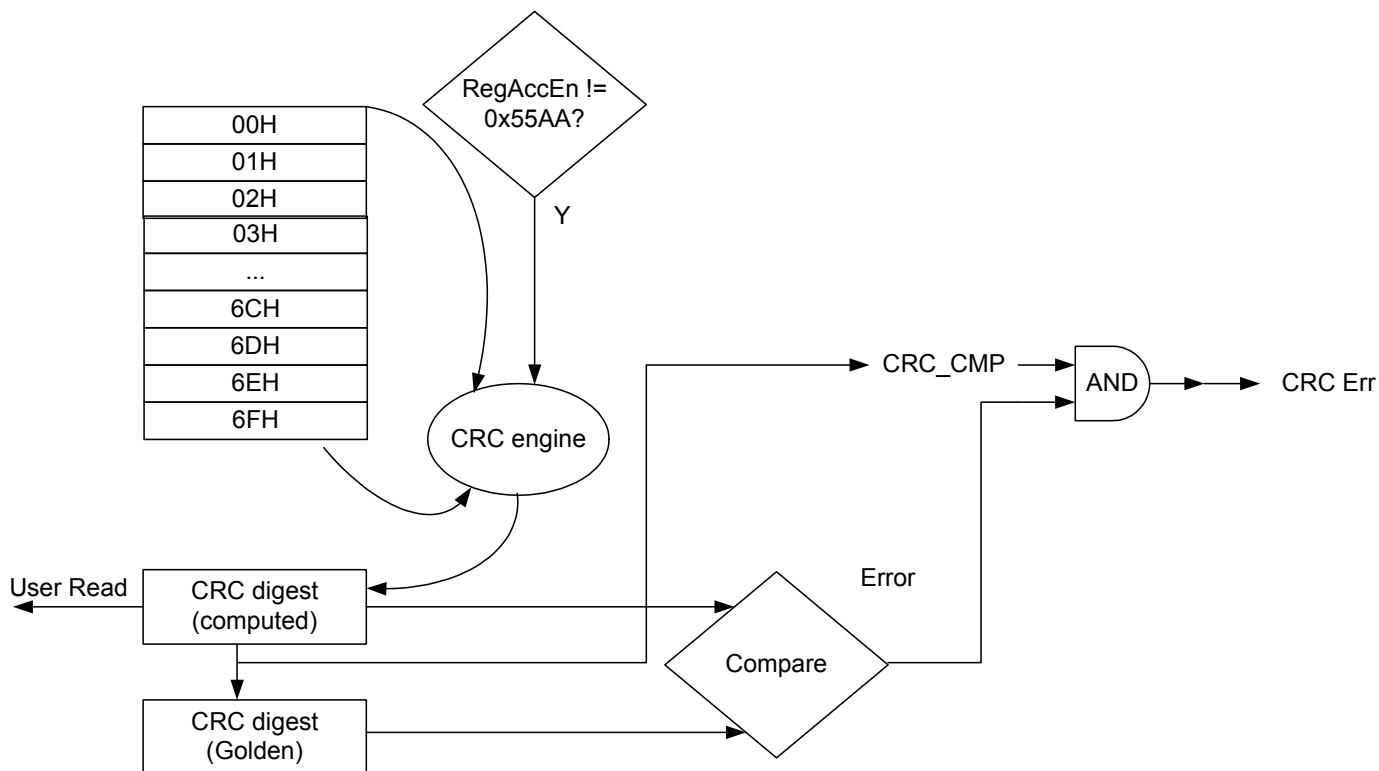 RegAccEn !=
0x55AA?
Y
00H
01H
02H
03H
...
6CH
6DH
6EH
6FH
CRC engine
CRC_CMP
AND
CRC Err
User Read
CRC digest
(computed)
Error
Compare
CRC digest
(Golden)